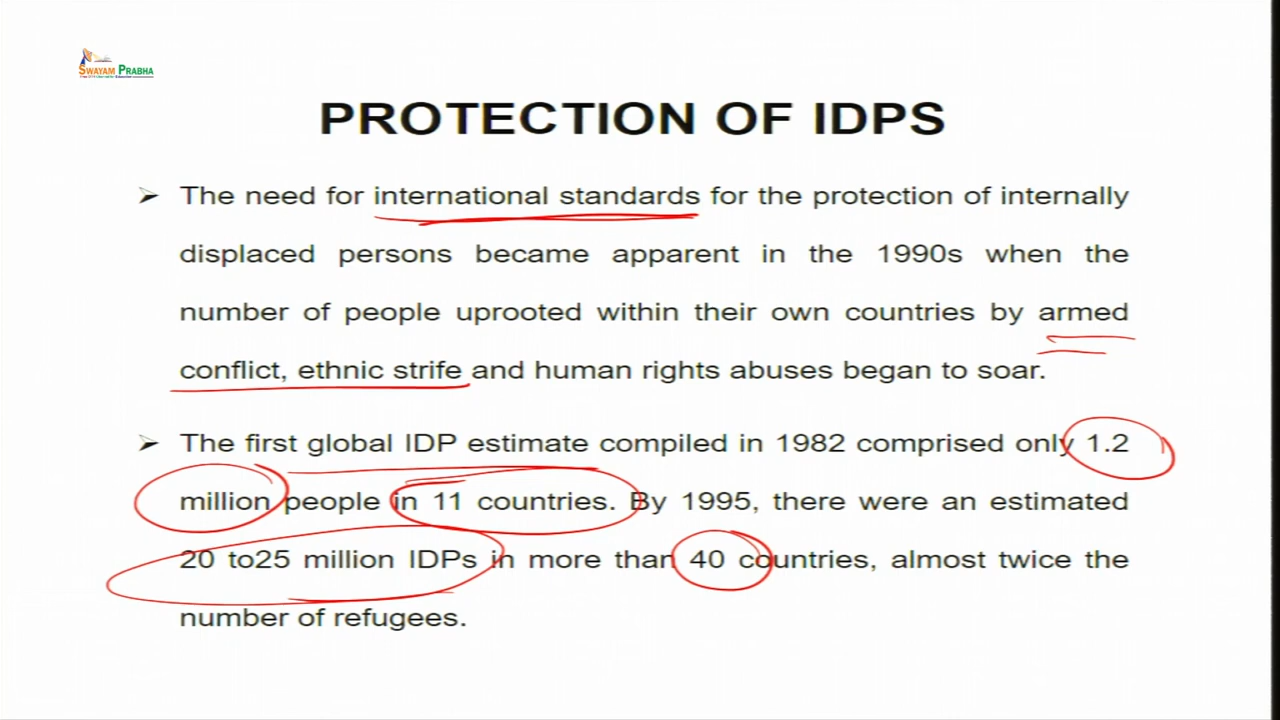 SWAYAM PRABHA
PROTECTION OF IDPS
➢ The need for international standards for the protection of internally
displaced persons became apparent in the 1990s when the
number of people uprooted within their own countries by armed
conflict, ethnic strife and human rights abuses began to soar.
➢ The first global IDP estimate compiled in 1982 comprised only 1.2
million people in 11 countries. By 1995, there were an estimated
20 to25 million IDPs in more than 40 countries, almost twice the
number of refugees.